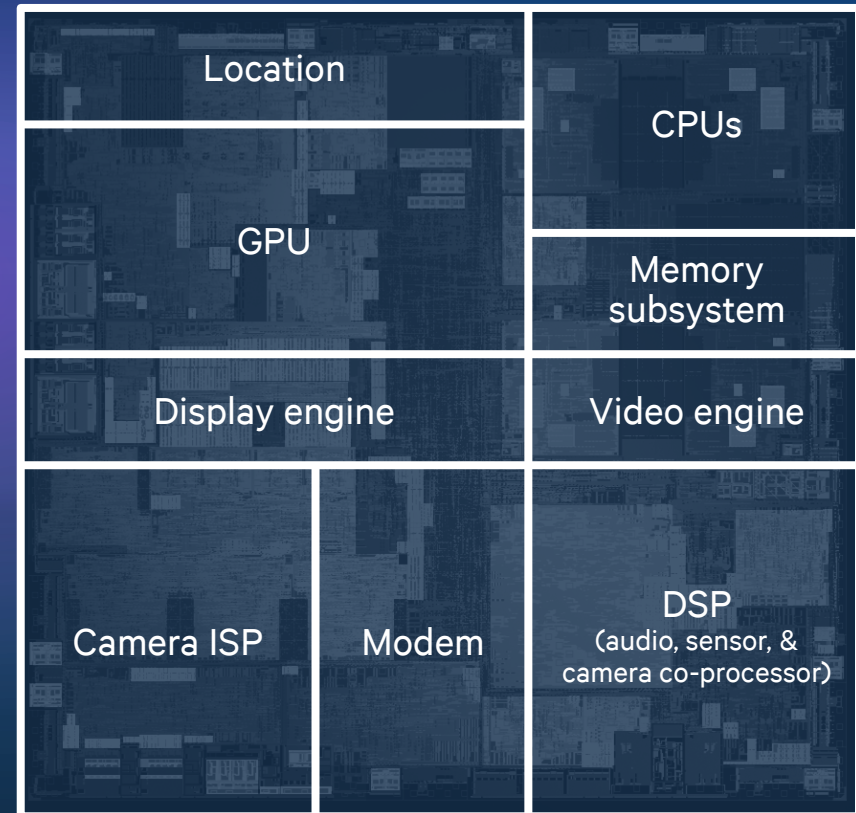 Location
CPUs
GPU
Memory
subsystem
Display engine
Video engine
Camera ISP
Modem
DSP
(audio, sensor, &
camera co-processor)